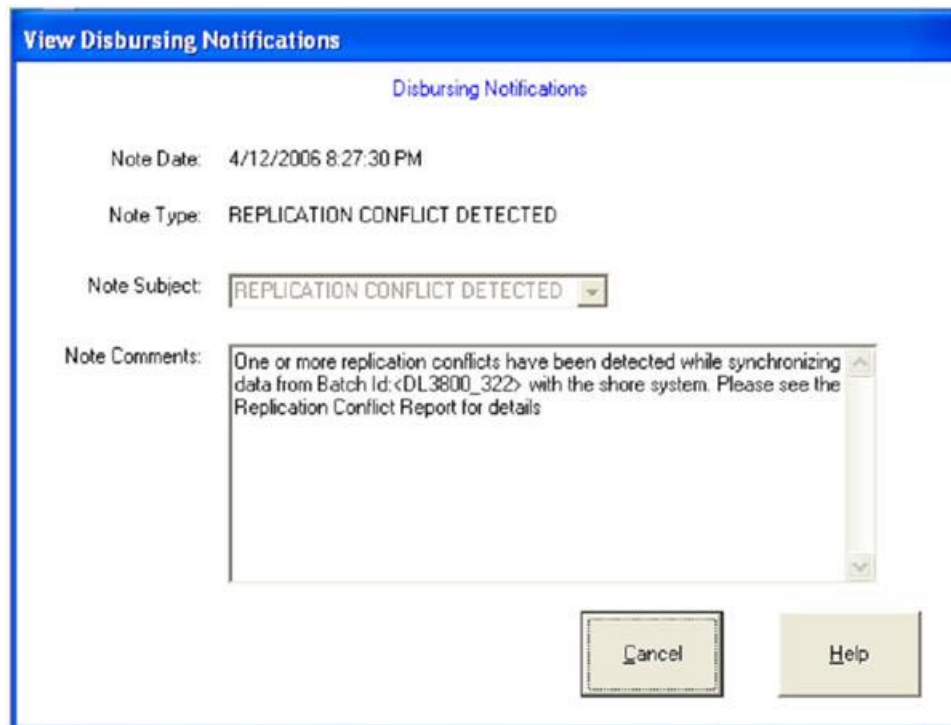 View Disbursing Notifications
Disbursing Notifications
Note Date: 4/12/2006 8:27:30 PM
Note Type: REPLICATION CONFLICT DETECTED
Note Subject: REPLICATION CONFLICT DETECTED
Note Comments: One or more replication conflicts have been detected while synchronizing
data from Batch Id:<DL3800_322> with the shore system. Please see the
Replication Conflict Report for details
Cancel Help